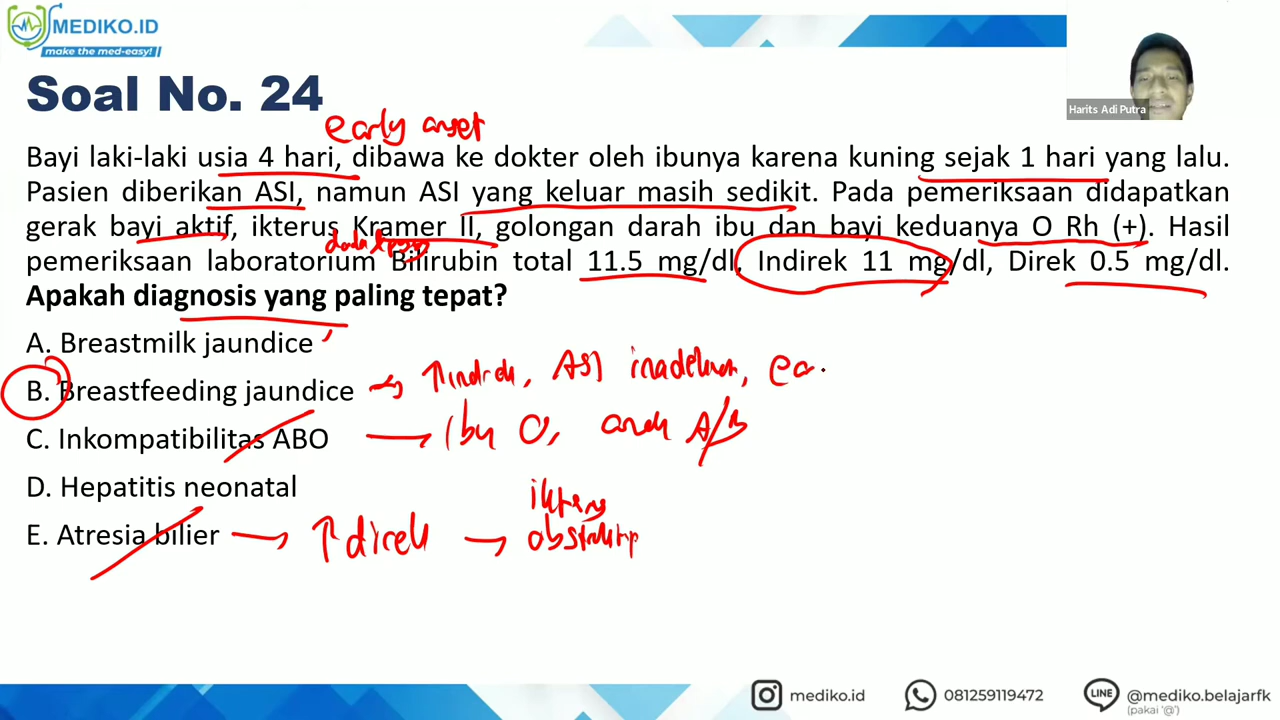 MEDIKO.ID
make the med-easy!
Harits Adi Putra
Soal No. 24
early onset
Bayi laki-laki usia 4 hari, dibawa ke dokter oleh ibunya karena kuning sejak 1 hari yang lalu.
Pasien diberikan ASI, namun ASI yang keluar masih sedikit. Pada pemeriksaan didapatkan
gerak bayi aktif, ikterus Kramer II, golongan darah ibu dan bayi keduanya O Rh (+). Hasil
pemeriksaan laboratorium Bilirubin total 11.5 mg/dl, Indirek 11 mg/dl, Direk 0.5 mg/dl.
Apakah diagnosis yang paling tepat?
A. Breastmilk jaundice
B. Breastfeeding jaundice → ↑indirek, ASI inadekuat, ea
C. Inkompatibilitas ABO → Ibu O, anak A/B
D. Hepatitis neonatal
E. Atresia bilier → ↑direk → ikterus
obstruktif
mediko.id
081259119472
LINE
@mediko.belajarfk
(pakai '@')